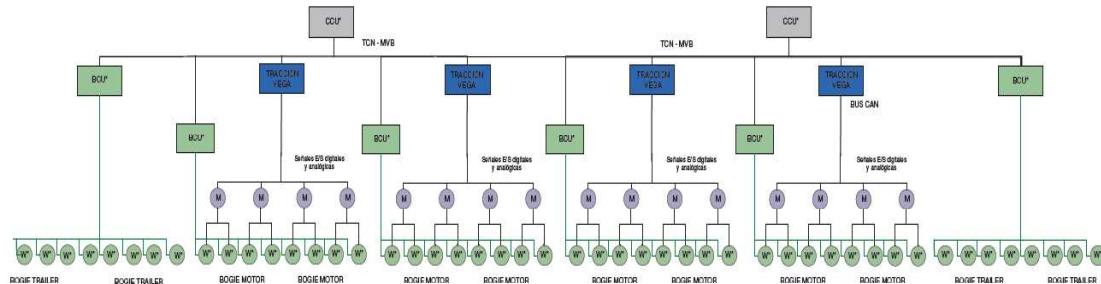 CCU*
CCU*
TCN - MVB
TCN - MVB
BCU*
TRACCION
VEGA
TRACCION
VEGA
TRACCION
VEGA
TRACCION
VEGA
BCU*
BUS CAN
BCU*
BCU*
BCU*
BCU*
Señales E/S digitales
y analógicas
Señales E/S digitales
y analógicas
Señales E/S digitales
y analógicas
Señales E/S digitales
y analógicas
M M M M M M M M M M M M M M M M
W* W* W* W* W* W* W* W* W* W* W* W* W* W* W* W* W* W* W* W* W* W* W* W* W* W* W* W* W* W* W* W* W* W* W* W* W* W* W* W* W* W* W* W* W* W* W* W*
BOGIE TRAILER BOGIE TRAILER BOGIE MOTOR BOGIE MOTOR BOGIE MOTOR BOGIE MOTOR BOGIE MOTOR BOGIE MOTOR BOGIE MOTOR BOGIE MOTOR BOGIE TRAILER BOGIE TRAILER